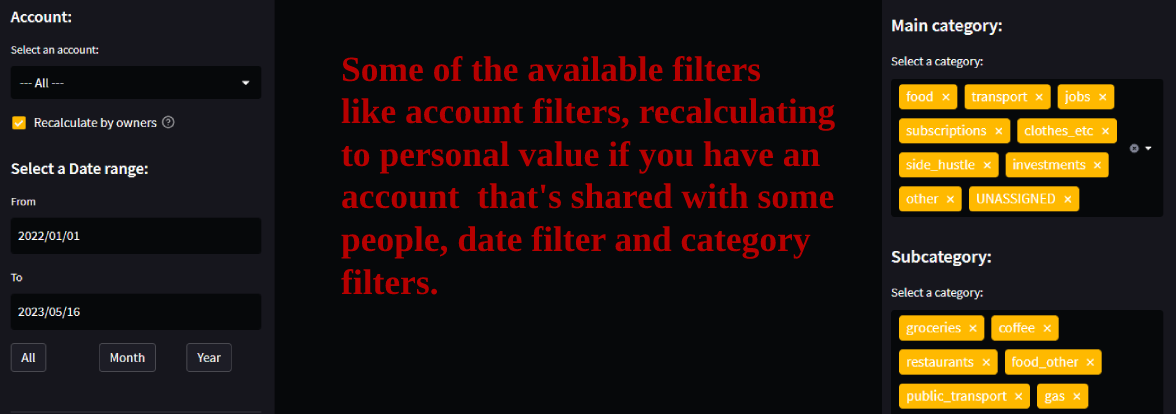 Account:
Select an account:
--- All ---
Recalculate by owners
Select a Date range:
From
2022/01/01
To
2023/05/16
All Month Year
Some of the available filters
like account filters, recalculating
to personal value if you have an
account that's shared with some
people, date filter and category
filters.
Main category:
Select a category:
food × transport × jobs ×
subscriptions × clothes_etc ×
side_hustle × investments ×
other × UNASSIGNED ×
Subcategory:
Select a category:
groceries × coffee ×
restaurants × food_other ×
public_transport × gas ×